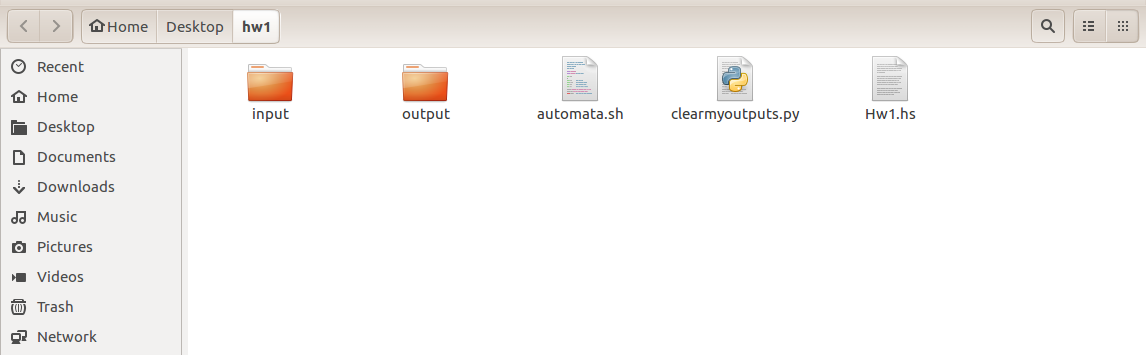 Home Desktop hw1
Recent
Home
Desktop
Documents
Downloads
Music
Pictures
Videos
Trash
Network
input output automata.sh clearmyoutputs.py Hw1.hs